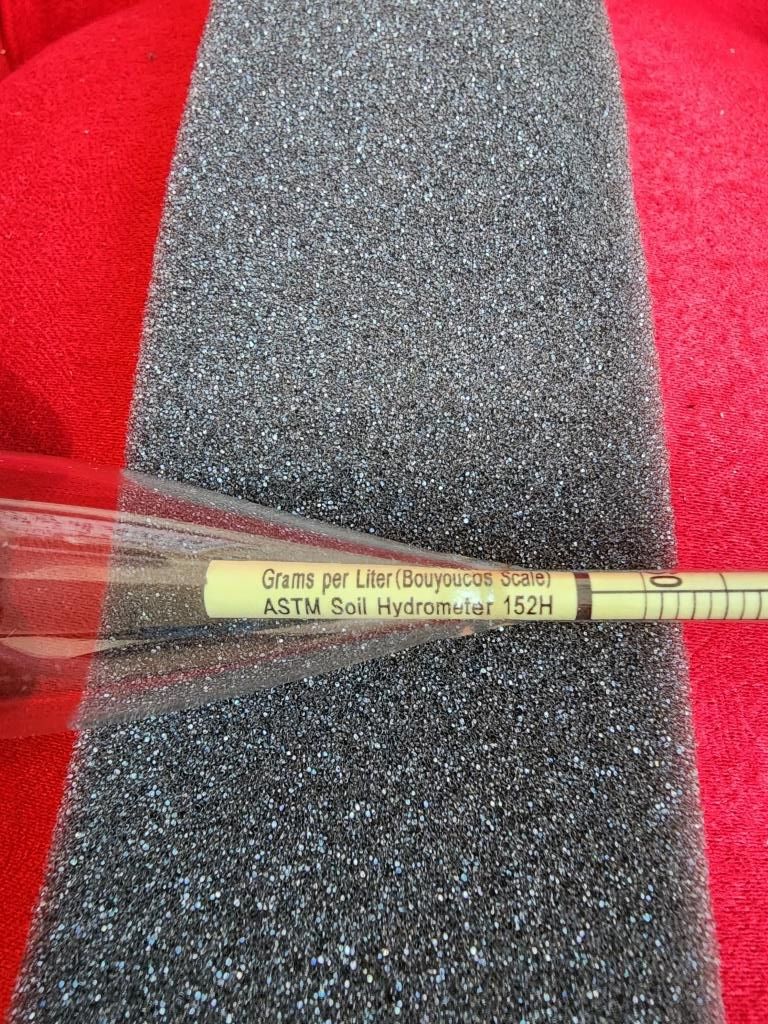 Grams per Liter (Bouyoucos Scale)
ASTM Soil Hydrometer 152H
0